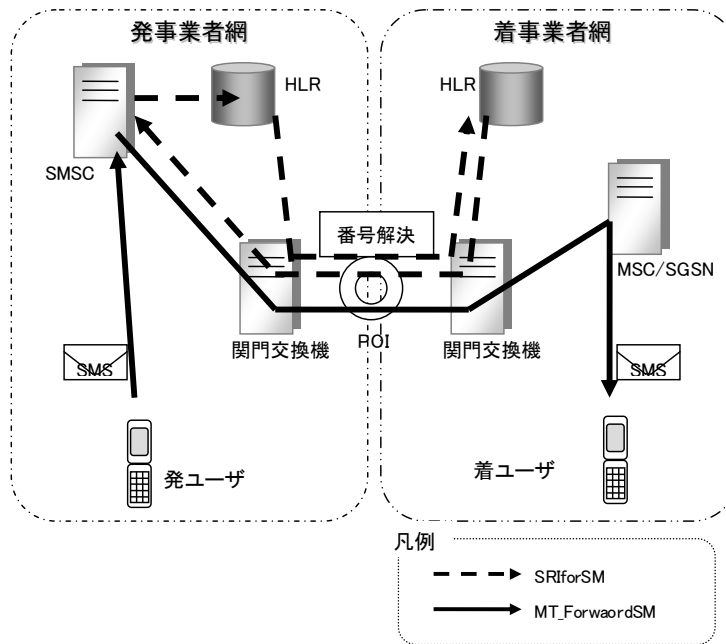 発事業者網
着事業者網
HLR
HLR
SMSC
番号解決
MSC/SGSN
関門交換機
POI
関門交換機
SMS
SMS
発ユーザ
着ユーザ
凡例
SRIforSM
MT_ForwaordSM